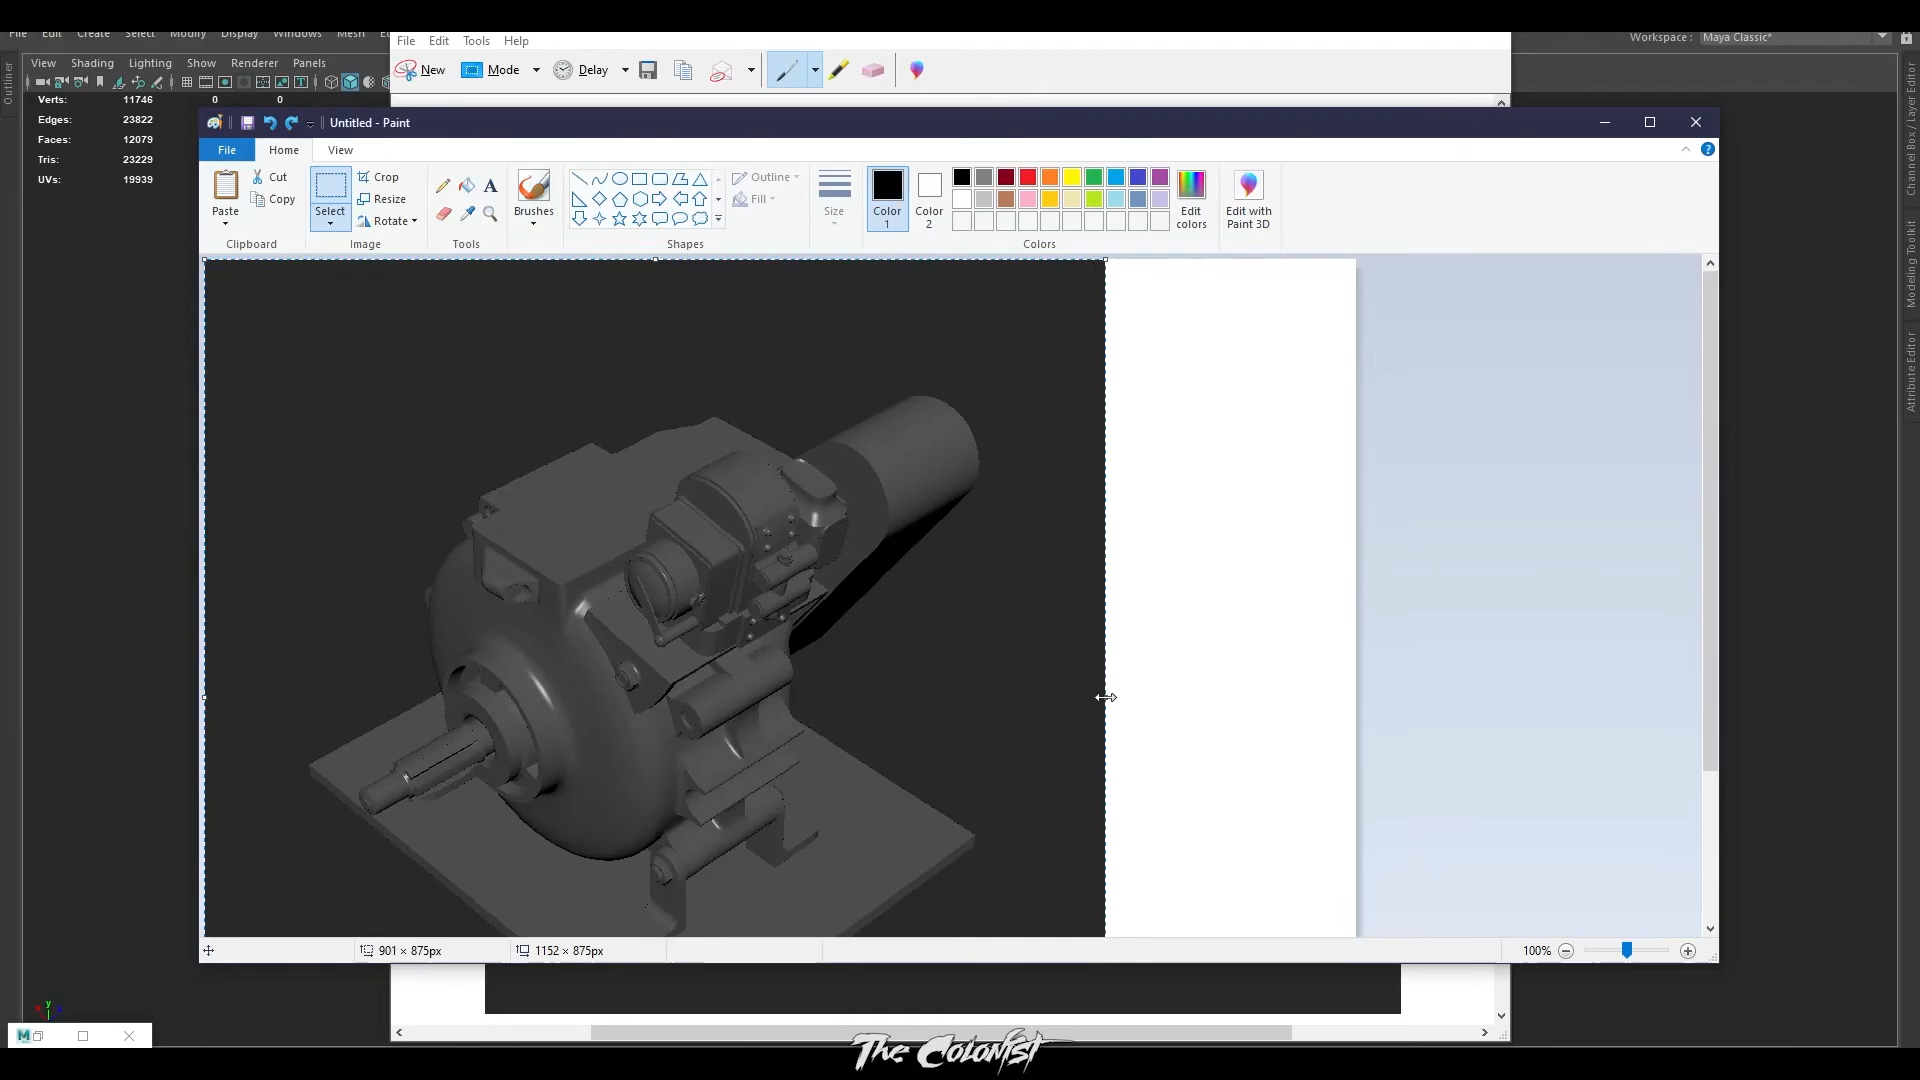 File Edit Create Select Modify Display Windows Mesh
Workspace : Maya Classic*
File Edit Tools Help
View Shading Lighting Show Renderer Panels
New Mode Delay
Outliner
Verts: 11746 0 0
Edges: 23822
Faces: 12079
Tris: 23229
UVs: 19939
Untitled - Paint
File Home View
Paste
Cut
Copy
Clipboard
Select
Crop
Resize
Rotate
Image
A
Tools
Brushes
Outline
Fill
Shapes
Size
Color 1
Color 2
Edit colors
Edit with Paint 3D
Colors
Channel Box / Layer Editor
Modeling Toolkit
Attribute Editor
901 × 875px
1152 × 875px
100%
y
M
The Colonist